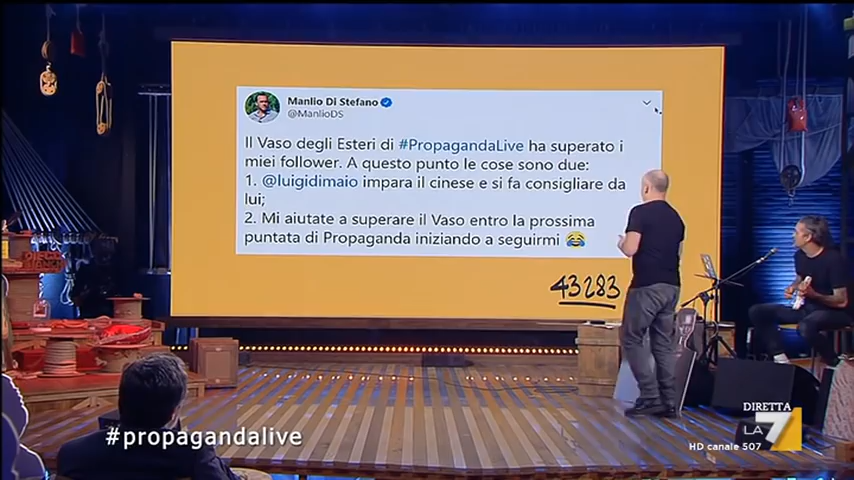 Manlio Di Stefano
@ManlioDS
Il Vaso degli Esteri di #PropagandaLive ha superato i
miei follower. A questo punto le cose sono due:
1. @luigidimaio impara il cinese e si fa consigliare da
lui;
2. Mi aiutate a superare il Vaso entro la prossima
puntata di Propaganda iniziando a seguirmi 😂
43283
DIEGO
BIANCHI
#propagandalive
DIRETTA
LA 7
HD canale 507